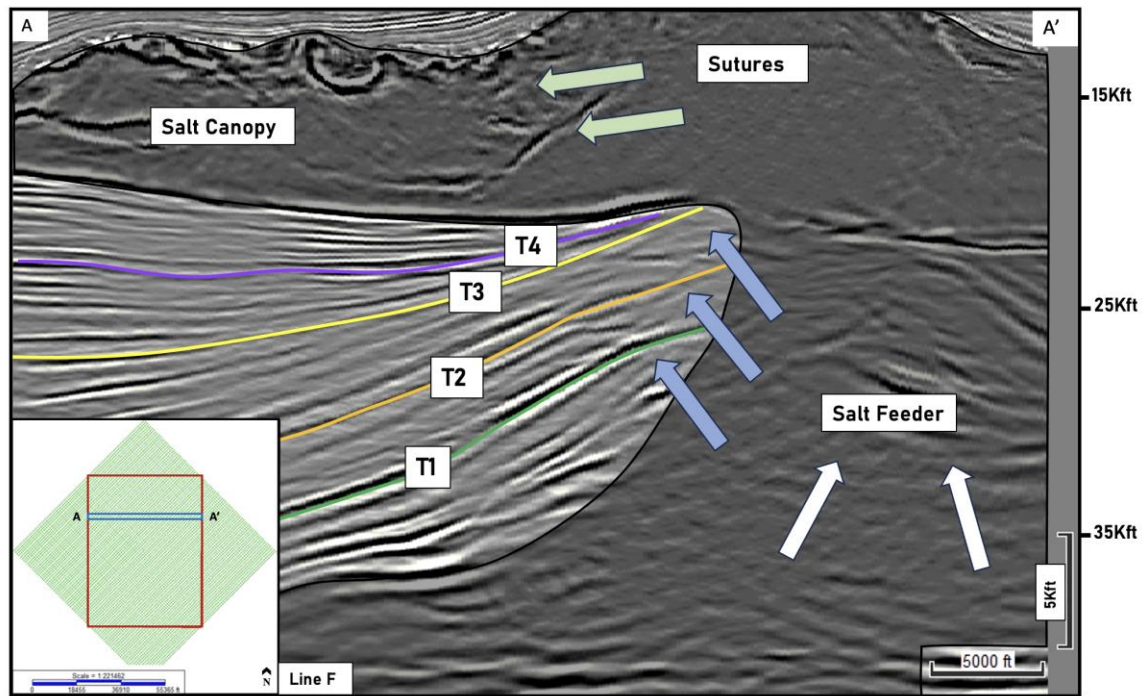 A
A'
Sutures
15Kft
Salt Canopy
T4
T3
25Kft
T2
Salt Feeder
T1
A
A'
35Kft
5Kft
Scale = 1:221462
0 18455 36910 55365 ft
N
Line F
5000 ft